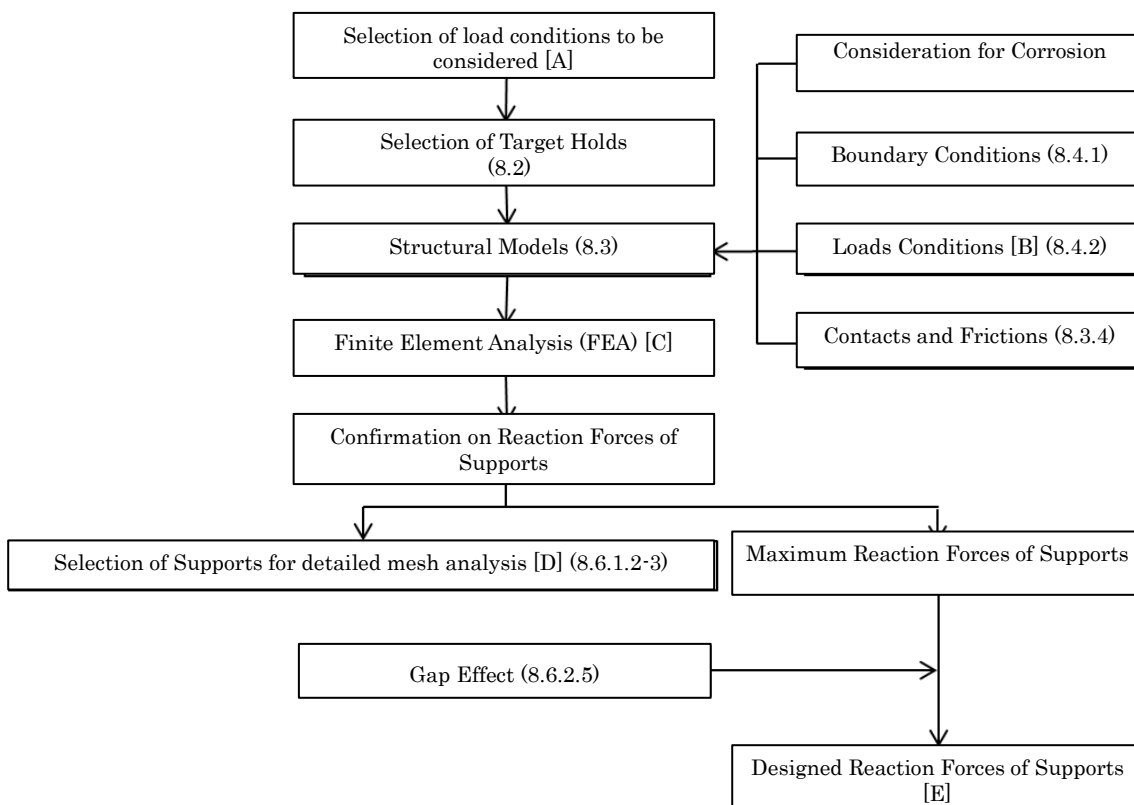 Selection of load conditions to be
considered [A]
Consideration for Corrosion
Selection of Target Holds
(8.2)
Boundary Conditions (8.4.1)
Structural Models (8.3)
Loads Conditions [B] (8.4.2)
Finite Element Analysis (FEA) [C]
Contacts and Frictions (8.3.4)
Confirmation on Reaction Forces of
Supports
Selection of Supports for detailed mesh analysis [D] (8.6.1.2-3)
Maximum Reaction Forces of Supports
Gap Effect (8.6.2.5)
Designed Reaction Forces of Supports
[E]